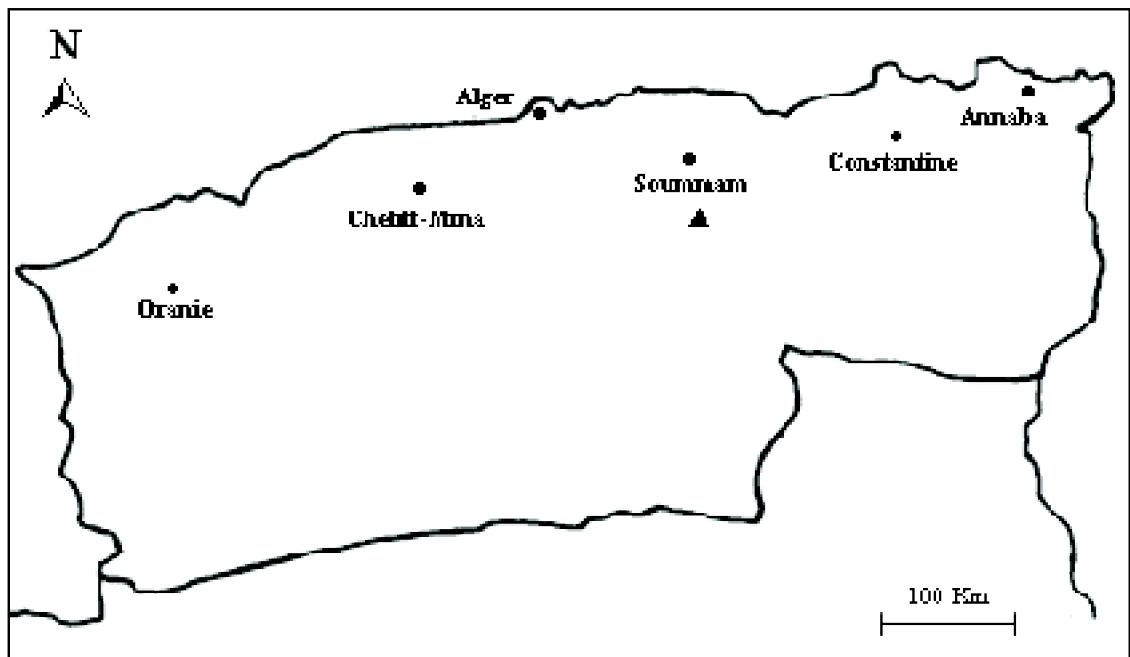 N
Alger
Annaba
Constantine
Soummam
Cheliff-Mina
Oranie
100 Km